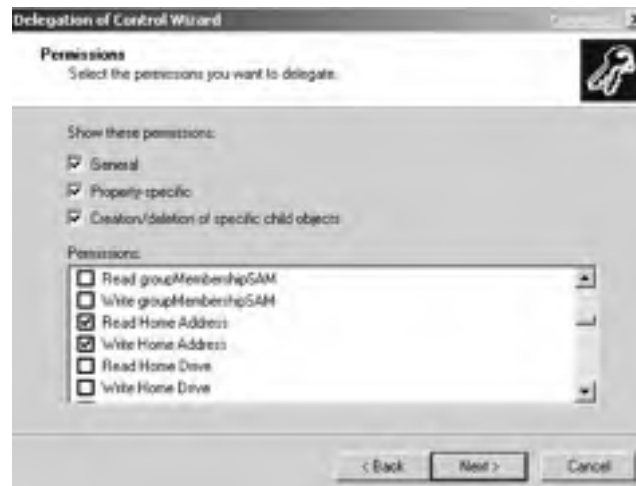 Delegation of Control Wizard
Permissions
Select the permissions you want to delegate.
Show these permissions:
General
Property-specific
Creation/deletion of specific child objects
Permissions:
Read groupMembershipSAM
Write groupMembershipSAM
Read Home Address
Write Home Address
Read Home Drive
Write Home Drive
< Back Next > Cancel